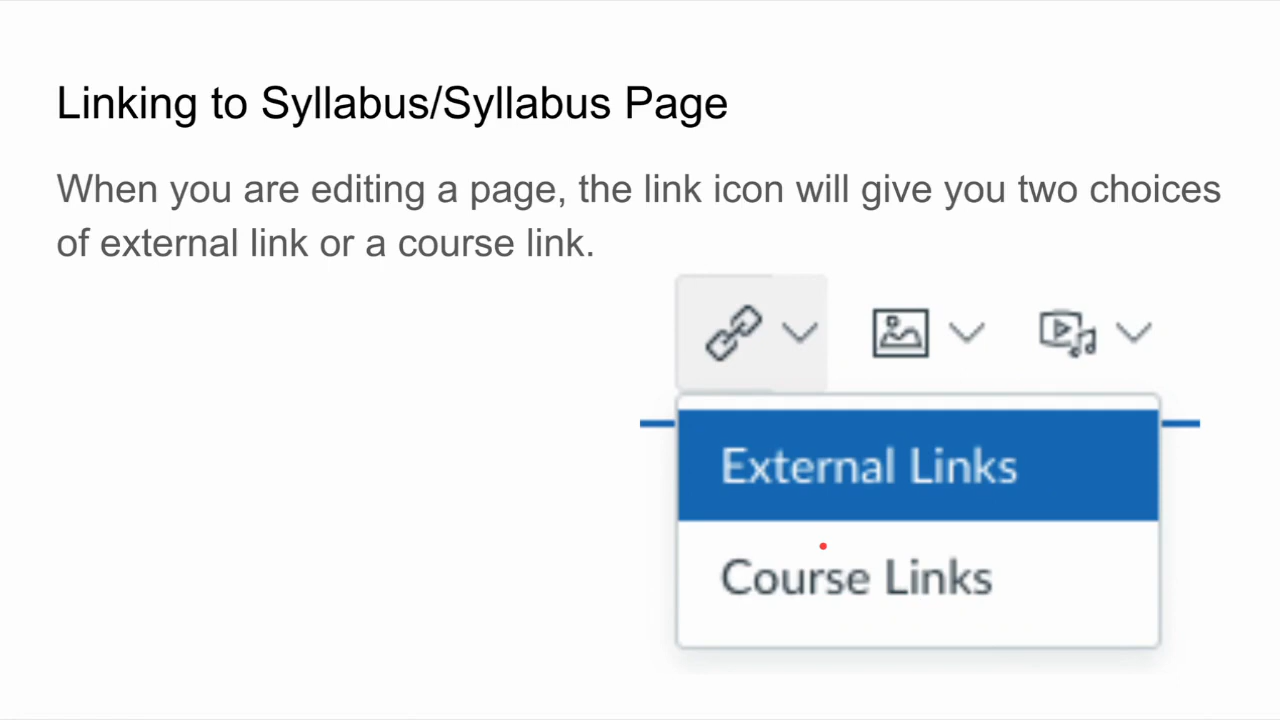 Linking to Syllabus/Syllabus Page
When you are editing a page, the link icon will give you two choices
of external link or a course link.
External Links
Course Links